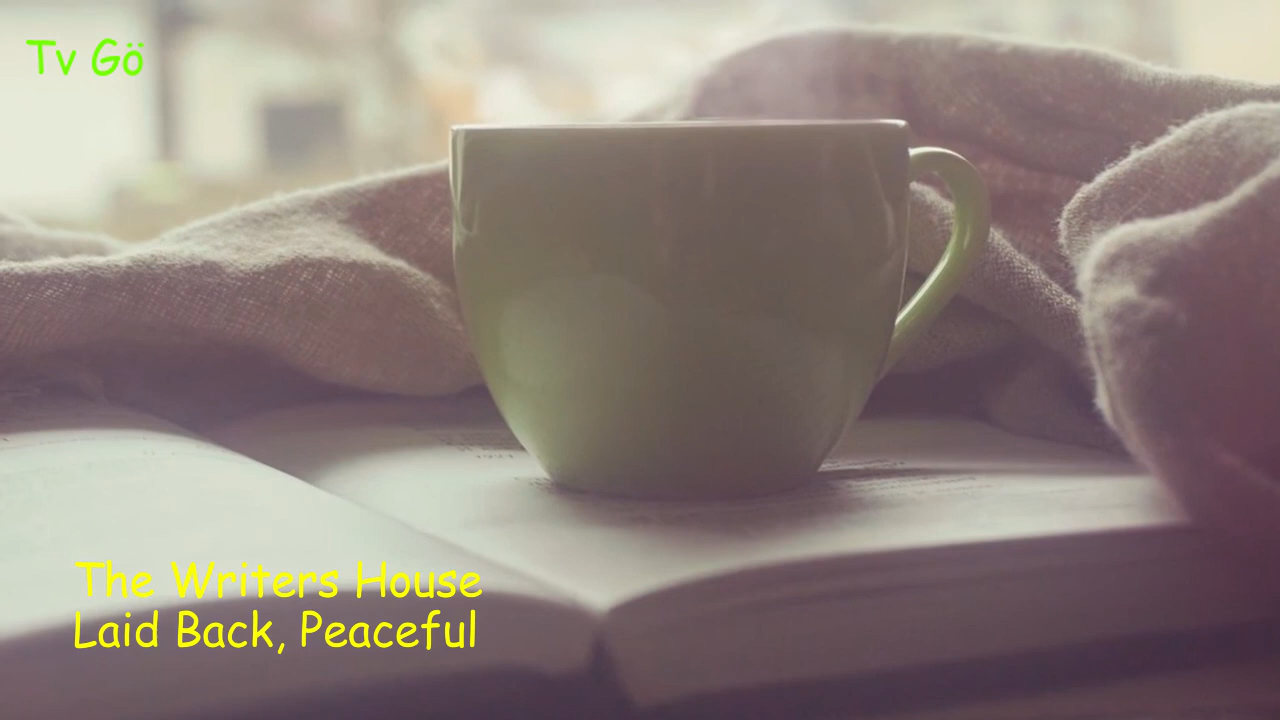 Tv Gö
The Writers House
Laid Back, Peaceful